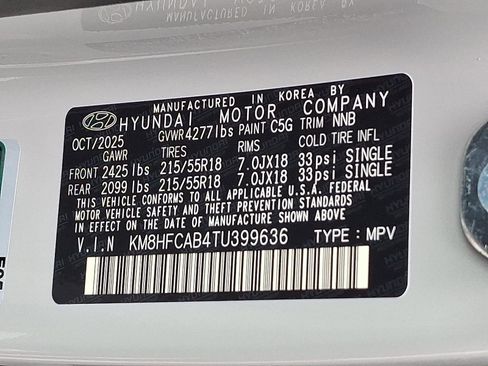 MANUFACTURED IN KOREA BY
HYUNDAI MOTOR COMPANY
OCT/2025 GVWR4277lbs PAINT C5G TRIM NNB
GAWR TIRES RIMS COLD TIRE INFL
FRONT 2425lbs 215/55R18 7.0JX18 33psi SINGLE
REAR 2099lbs 215/55R18 7.0JX18 33psi SINGLE
THIS VEHICLE CONFORMS TO ALL APPLICABLE U.S.A. FEDERAL
MOTOR VEHICLE SAFETY AND THEFT PREVENTION STANDARDS IN EFFECT ON
THE DATE OF MANUFACTURE SHOWN ABOVE.
V.I.N KM8HFCAB4TU399636 TYPE: MPV